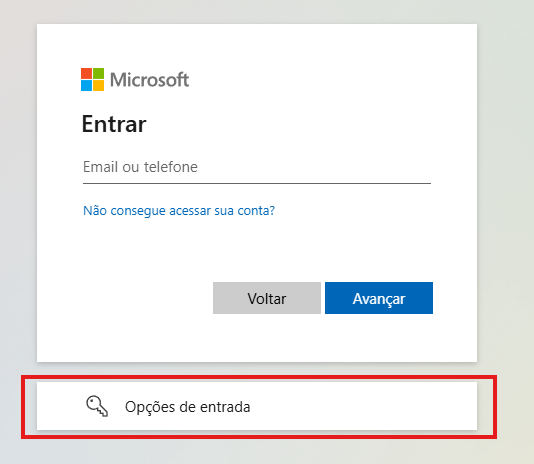 Microsoft
Entrar
Email ou telefone
Não consegue acessar sua conta?
Voltar
Avançar
Opções de entrada